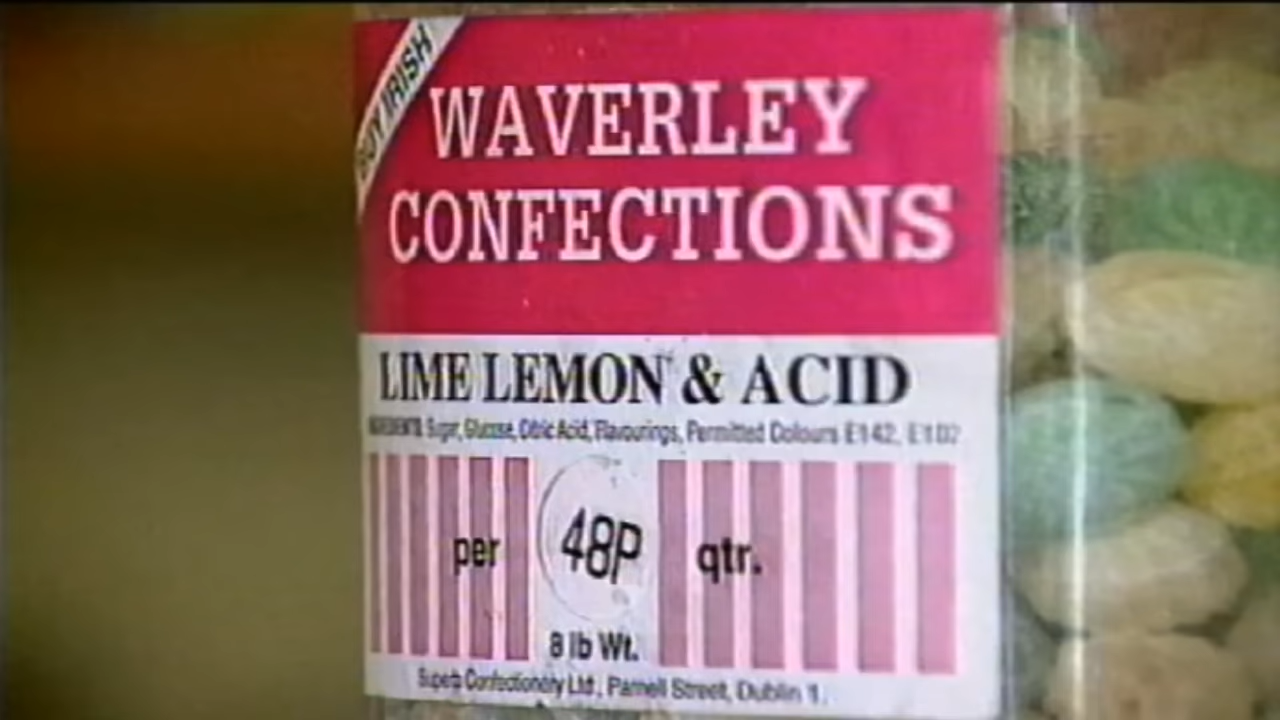 BUY IRISH
WAVERLEY
CONFECTIONS
LIME LEMON & ACID
INGREDIENTS Sugar, Glucose, Citric Acid, Flavourings, Permitted Colours E142, E102
per 48P qtr.
8 lb Wt.
Superb Confectionery Ltd., Parnell Street, Dublin 1.